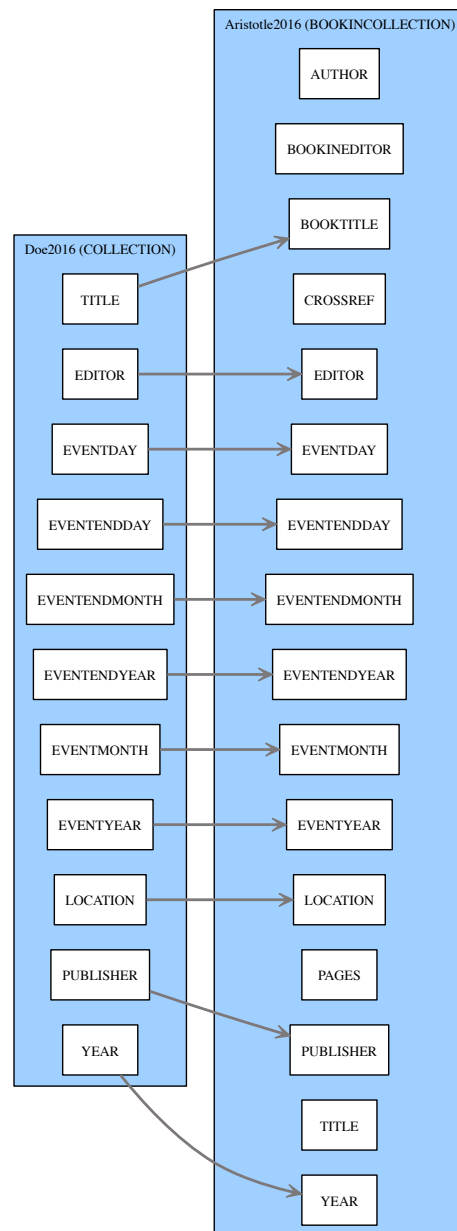 Doe2016 (COLLECTION)
TITLE
EDITOR
EVENTDAY
EVENTENDDAY
EVENTENDMONTH
EVENTENDYEAR
EVENTMONTH
EVENTYEAR
LOCATION
PUBLISHER
YEAR
Aristotle2016 (BOOKINCOLLECTION)
AUTHOR
BOOKINEDITOR
BOOKTITLE
CROSSREF
EDITOR
EVENTDAY
EVENTENDDAY
EVENTENDMONTH
EVENTENDYEAR
EVENTMONTH
EVENTYEAR
LOCATION
PAGES
PUBLISHER
TITLE
YEAR